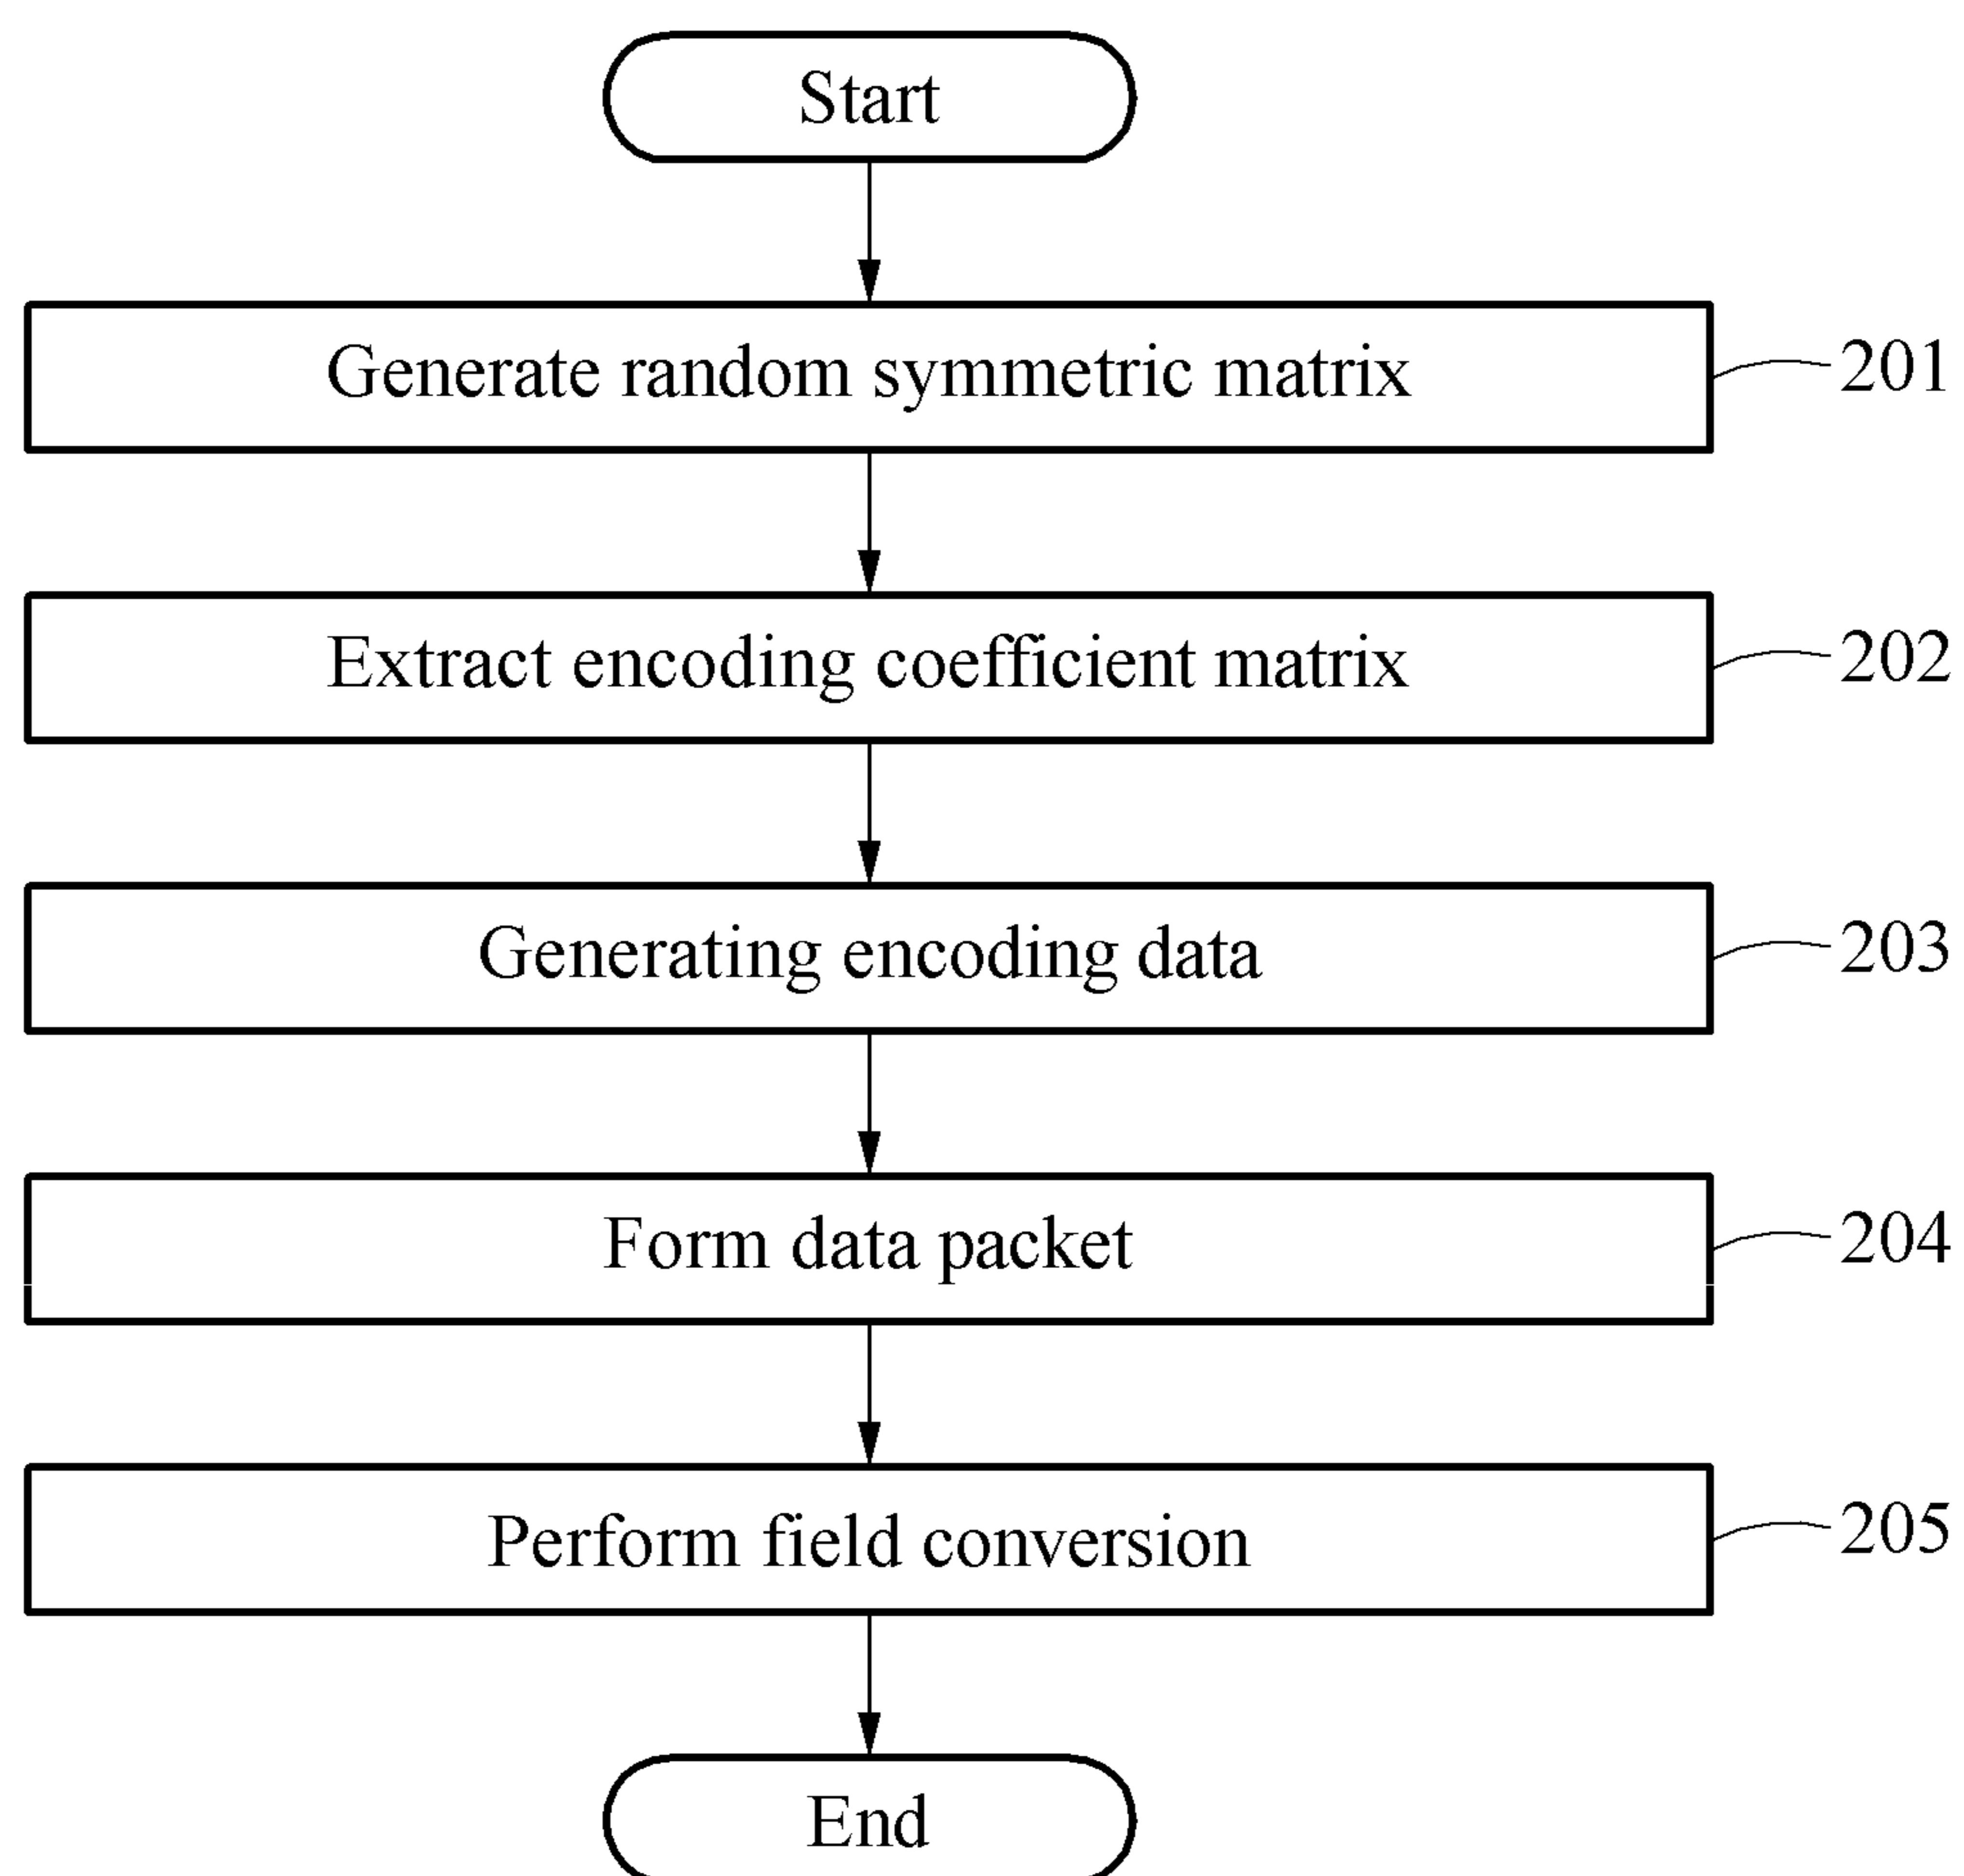 Start
Generate random symmetric matrix
201
Extract encoding coefficient matrix
202
Generating encoding data
203
Form data packet
204
Perform field conversion
205
End